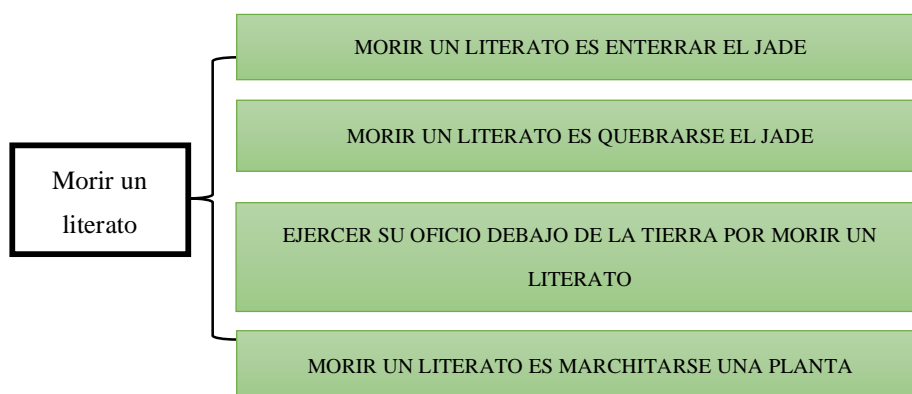 MORIR UN LITERATO ES ENTERRAR EL JADE
MORIR UN LITERATO ES QUEBRARSE EL JADE
Morir un
literato
EJERCER SU OFICIO DEBAJO DE LA TIERRA POR MORIR UN
LITERATO
MORIR UN LITERATO ES MARCHITARSE UNA PLANTA